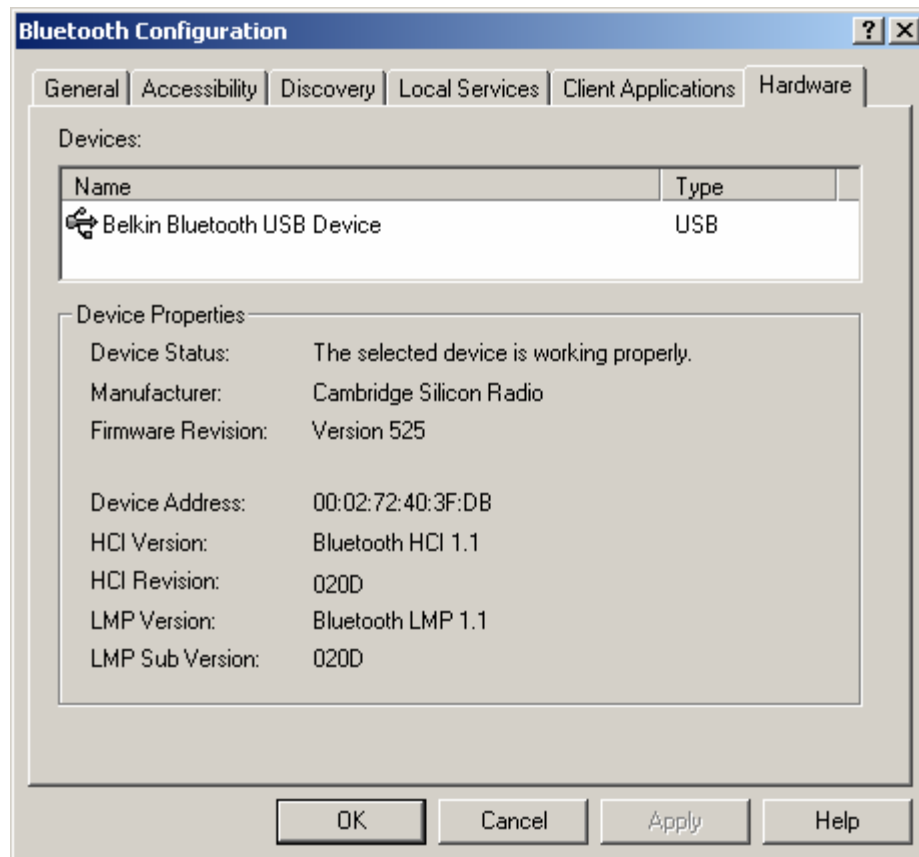 Bluetooth Configuration
General Accessibility Discovery Local Services Client Applications Hardware
Devices:
Name Type
Belkin Bluetooth USB Device USB
Device Properties
Device Status: The selected device is working properly.
Manufacturer: Cambridge Silicon Radio
Firmware Revision: Version 525
Device Address: 00:02:72:40:3F:DB
HCI Version: Bluetooth HCI 1.1
HCI Revision: 020D
LMP Version: Bluetooth LMP 1.1
LMP Sub Version: 020D
OK Cancel Apply Help